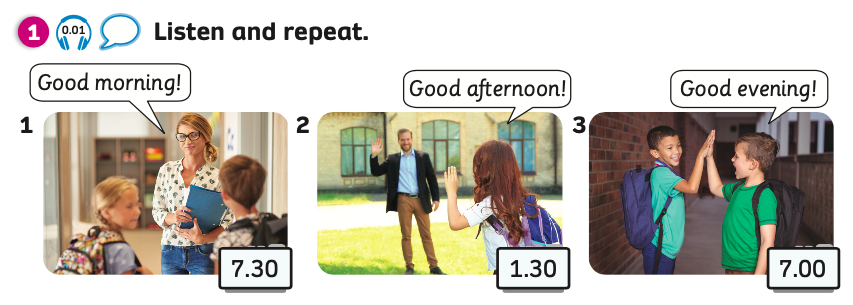 1 0.01 Listen and repeat.
Good morning!
Good afternoon!
Good evening!
1
2
3
7.30
1.30
7.00